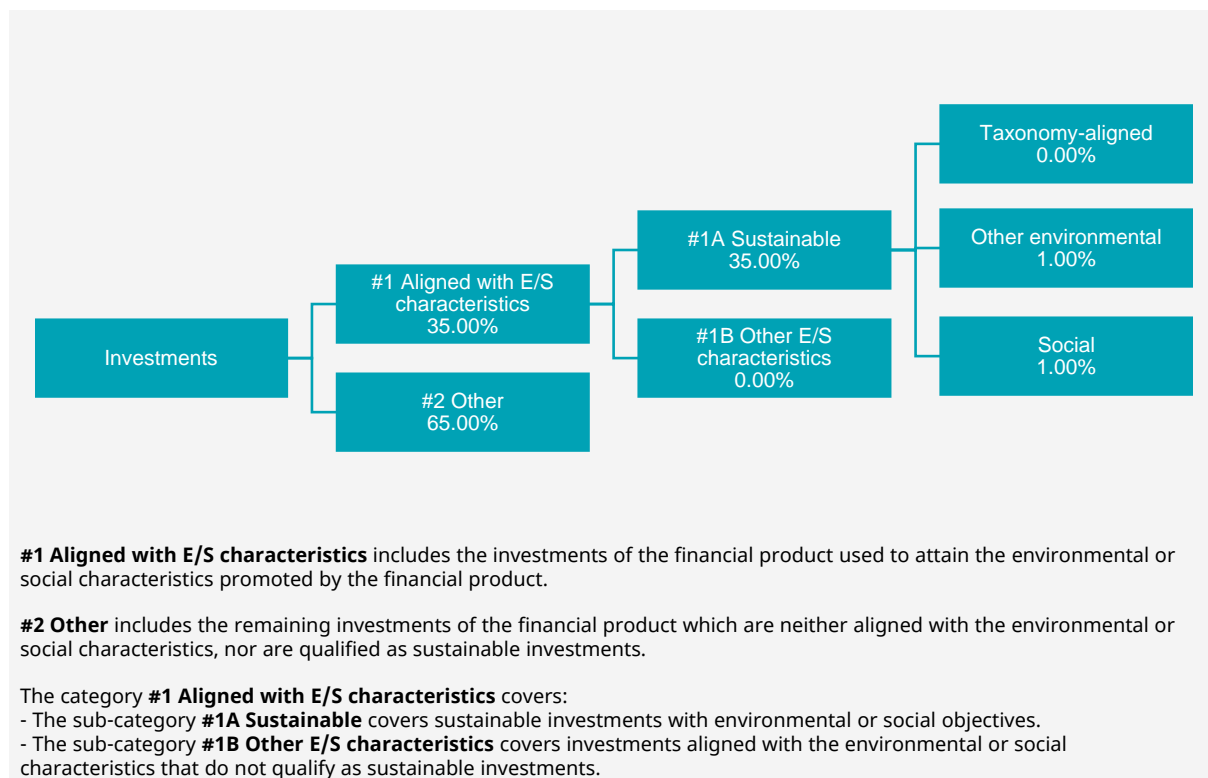 Investments
#1 Aligned with E/S
characteristics
35.00%
#2 Other
65.00%
#1A Sustainable
35.00%
#1B Other E/S
characteristics
0.00%
Taxonomy-aligned
0.00%
Other environmental
1.00%
Social
1.00%
#1 Aligned with E/S characteristics includes the investments of the financial product used to attain the environmental or
social characteristics promoted by the financial product.
#2 Other includes the remaining investments of the financial product which are neither aligned with the environmental or
social characteristics, nor are qualified as sustainable investments.
The category #1 Aligned with E/S characteristics covers:
- The sub-category #1A Sustainable covers sustainable investments with environmental or social objectives.
- The sub-category #1B Other E/S characteristics covers investments aligned with the environmental or social
characteristics that do not qualify as sustainable investments.